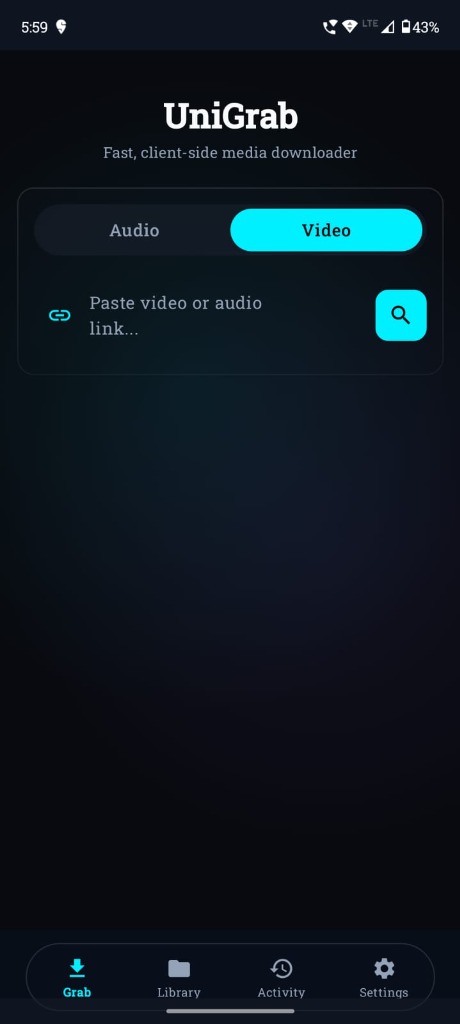 5:59
LTE
43%
UniGrab
Fast, client-side media downloader
Audio
Video
Paste video or audio
link...
Grab
Library
Activity
Settings